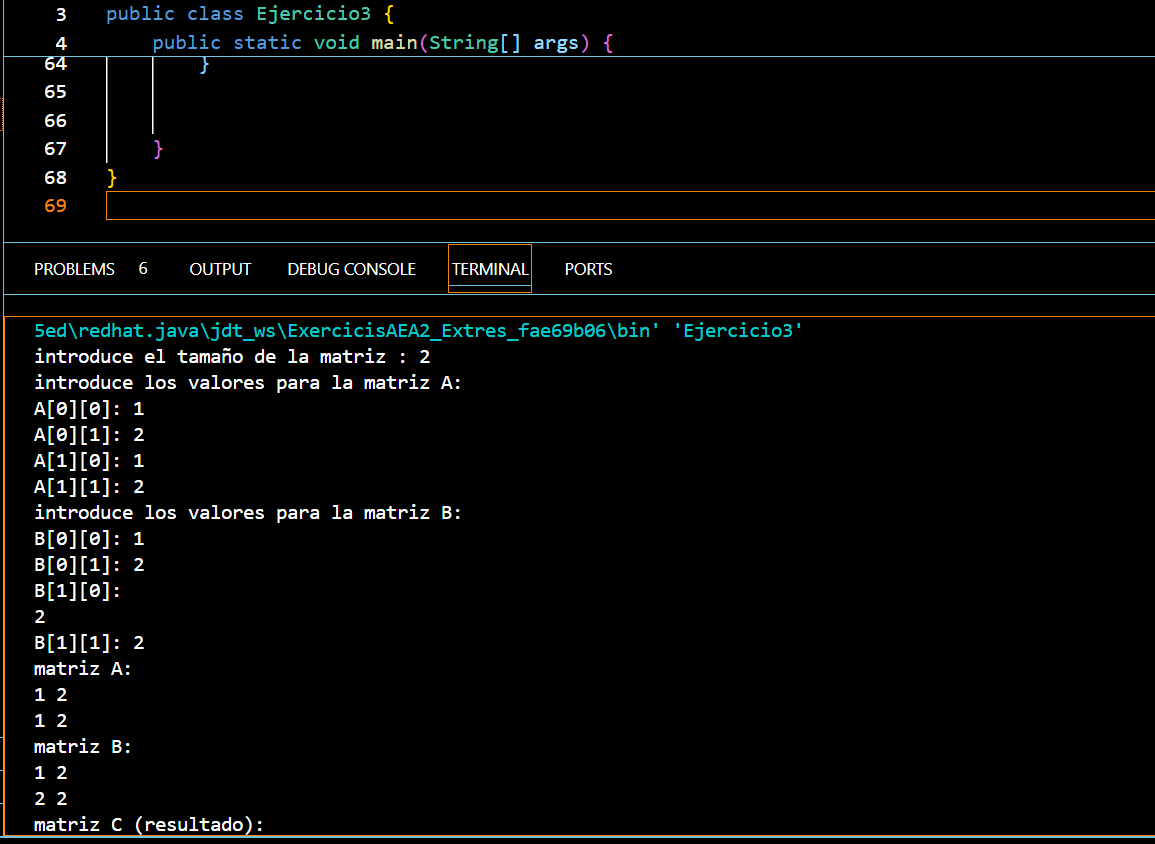 3 public class Ejercicio3 {
4 public static void main(String[] args) {
64 }
65
66
67 }
68 }
69
PROBLEMS 6 OUTPUT DEBUG CONSOLE TERMINAL PORTS
5ed\redhat.java\jdt_ws\ExercicisAEA2_Extres_fae69b06\bin' 'Ejercicio3'
introduce el tamaño de la matriz : 2
introduce los valores para la matriz A:
A[0][0]: 1
A[0][1]: 2
A[1][0]: 1
A[1][1]: 2
introduce los valores para la matriz B:
B[0][0]: 1
B[0][1]: 2
B[1][0]:
2
B[1][1]: 2
matriz A:
1 2
1 2
matriz B:
1 2
2 2
matriz C (resultado):